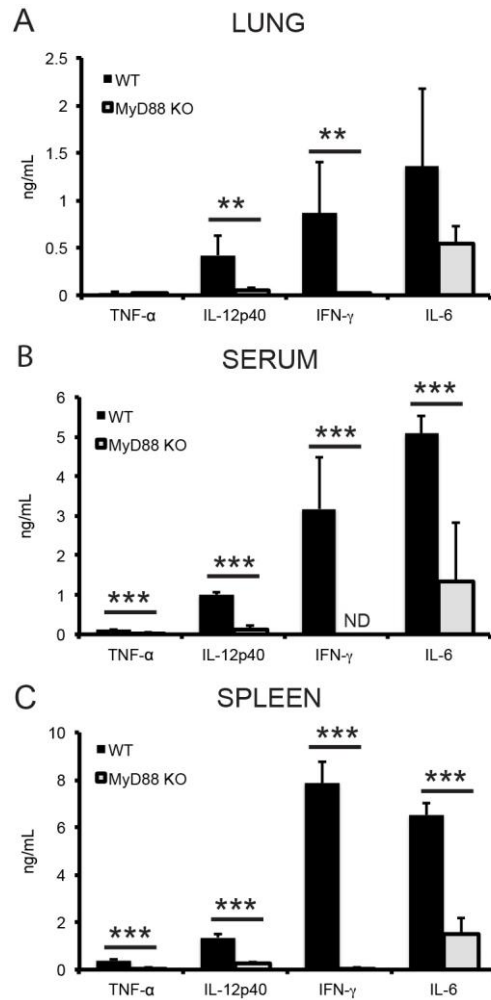 A
LUNG
2.5
2
1.5
1
0.5
0
ng/mL
WT
MyD88 KO
**
**
TNF-α
IL-12p40
IFN-γ
IL-6
B
SERUM
6
5
4
3
2
1
0
ng/mL
WT
MyD88 KO
***
***
***
***
ND
TNF-α
IL-12p40
IFN-γ
IL-6
C
SPLEEN
10
8
6
4
2
0
ng/mL
WT
MyD88 KO
***
***
***
***
TNF-α
IL-12p40
IFN-γ
IL-6